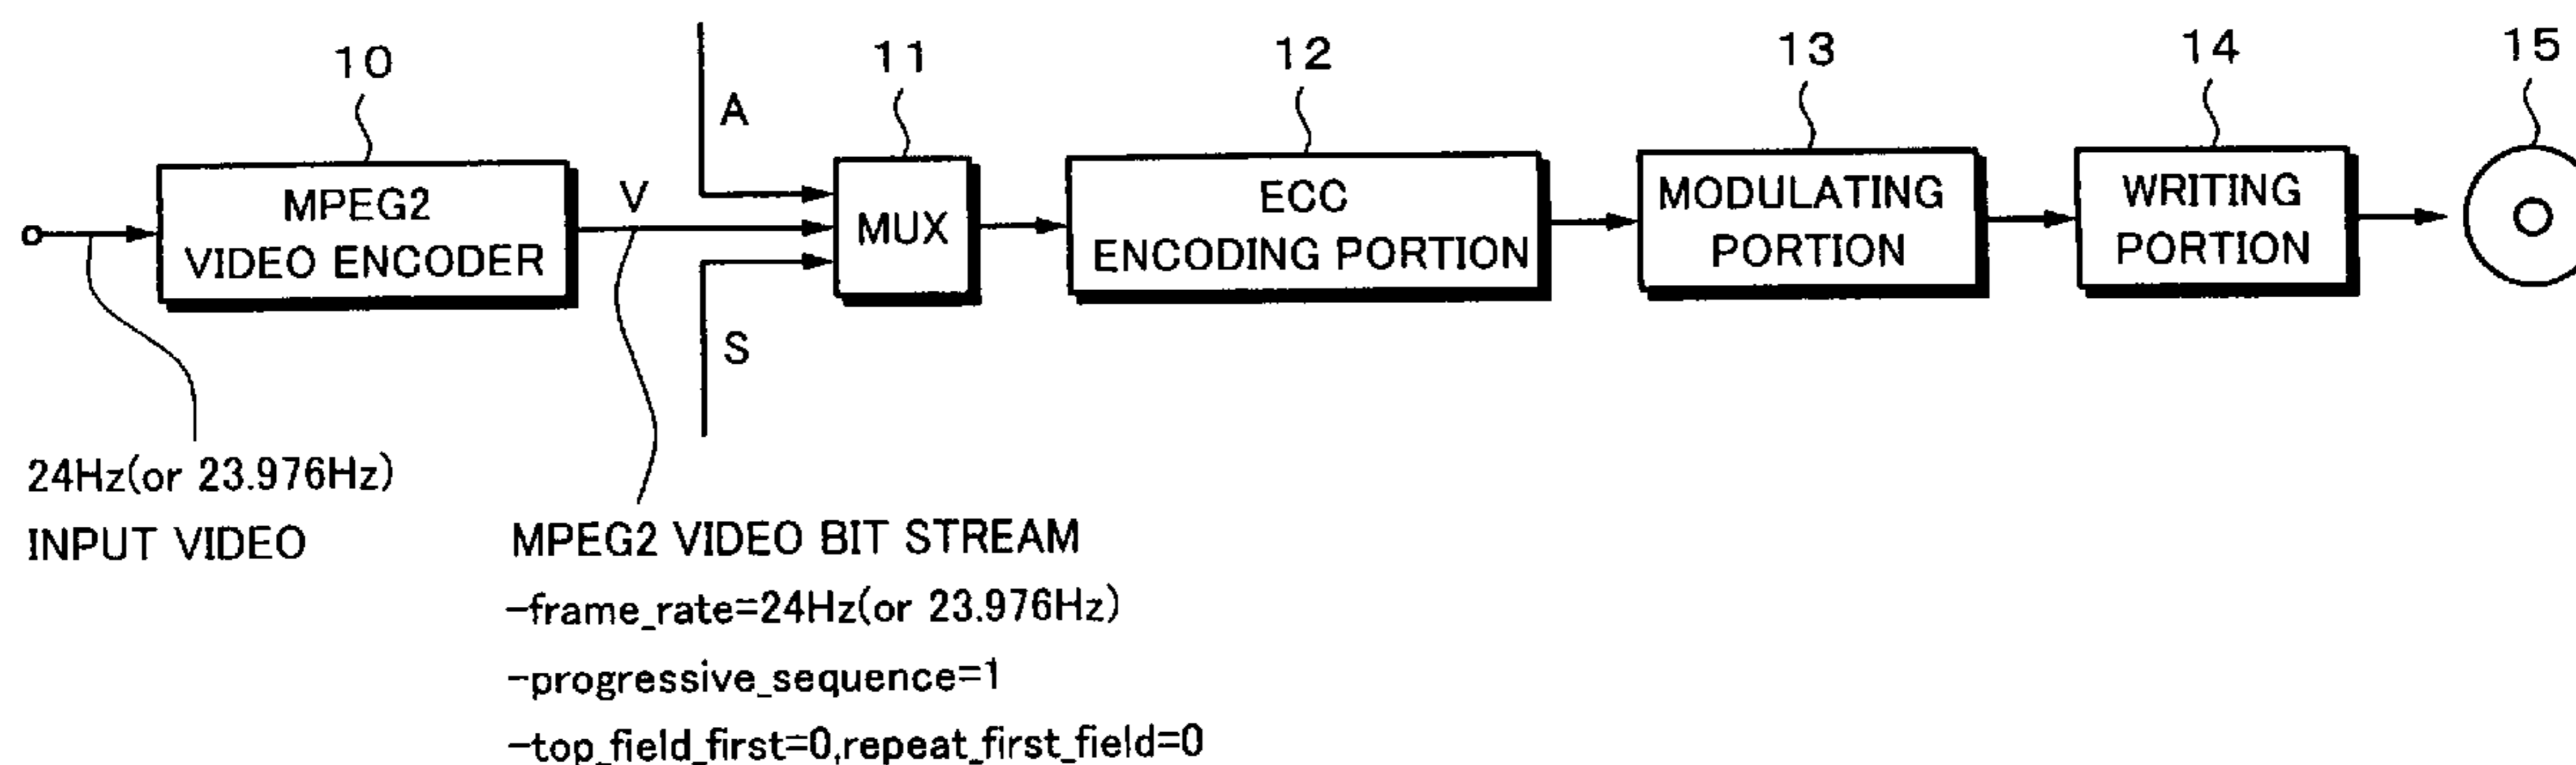 10
11
12
13
14
15
A
V
S
MPEG2
VIDEO ENCODER
MUX
ECC
ENCODING PORTION
MODULATING
PORTION
WRITING
PORTION
24Hz(or 23.976Hz)
INPUT VIDEO
MPEG2 VIDEO BIT STREAM
-frame_rate=24Hz(or 23.976Hz)
-progressive_sequence=1
-top_field_first=0,repeat_first_field=0